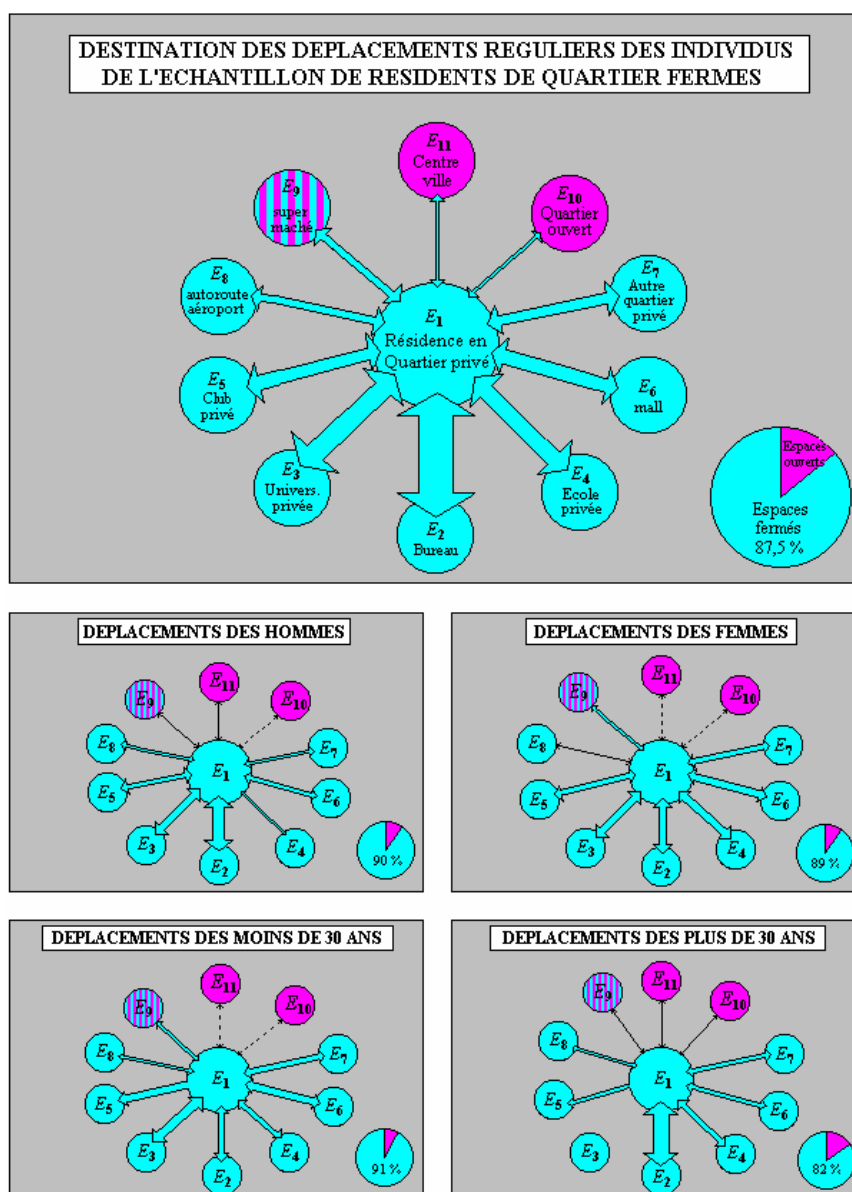 DESTINATION DES DEPLACEMENTS REGULIERS DES INDIVIDUS
DE L'ECHANTILLON DE RESIDENTS DE QUARTIER FERMES
E11
Centre
ville
E9
super
maché
E10
Quartier
ouvert
E8
autoroute
aéroport
E7
Autre
quartier
privé
E1
Résidence en
Quartier privé
E5
Club
privé
E6
mall
E3
Univers.
privée
E4
Ecole
privée
E2
Bureau
Espaces
ouverts
Espaces
fermés
87,5 %
DEPLACEMENTS DES HOMMES
E11
E9
E10
E8
E7
E1
E5
E6
E3
E4
E2
90 %
DEPLACEMENTS DES FEMMES
E11
E9
E10
E8
E7
E1
E5
E6
E3
E4
E2
89 %
DEPLACEMENTS DES MOINS DE 30 ANS
E11
E9
E10
E8
E7
E1
E5
E6
E3
E4
E2
91 %
DEPLACEMENTS DES PLUS DE 30 ANS
E11
E9
E10
E8
E7
E1
E5
E6
E3
E4
E2
82 %